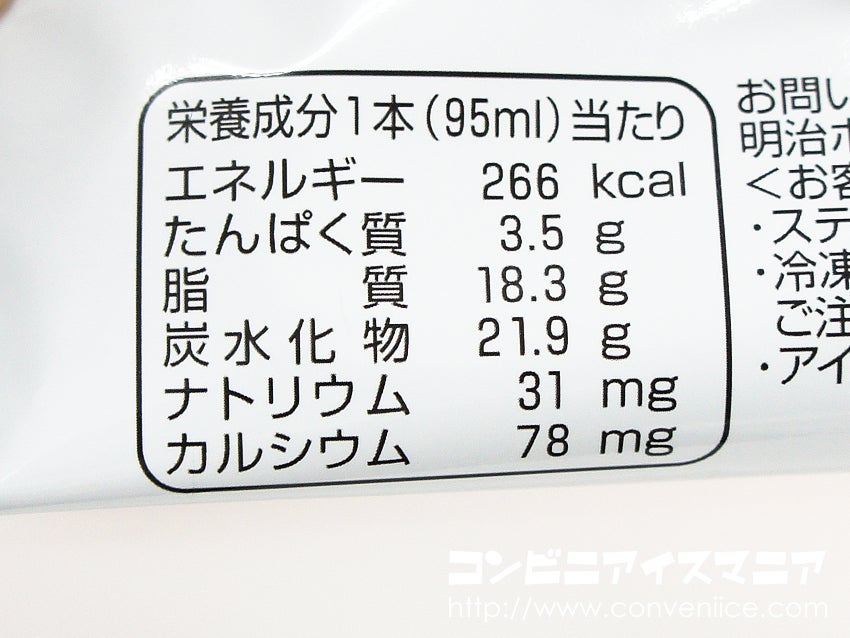 栄養成分1本(95ml)当たり
エネルギー 266 kcal
たんぱく質 3.5 g
脂質 18.3 g
炭水化物 21.9 g
ナトリウム 31 mg
カルシウム 78 mg
お問い
明治ホ
<お客
・ステ
・冷凍
ご注
・アイ
コンビニアイスマニア
http://www.conveniice.com